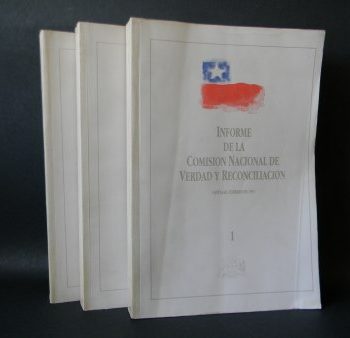 INFORME
DE LA
COMISION NACIONAL DE
VERDAD Y RECONCILIACION
1